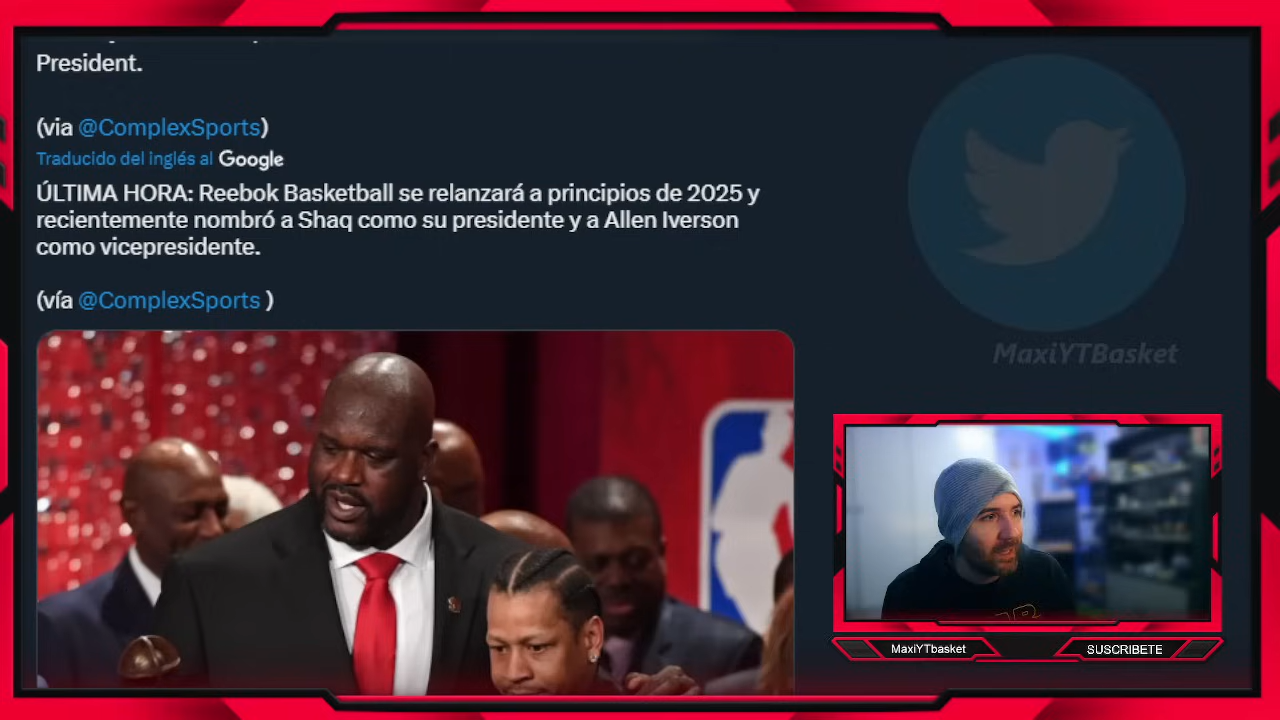 President.
(via @ComplexSports)
Traducido del inglés al Google
ÚLTIMA HORA: Reebok Basketball se relanzará a principios de 2025 y
recientemente nombró a Shaq como su presidente y a Allen Iverson
como vicepresidente.
(vía @ComplexSports )
MaxiYTBasket
MaxiYTbasket
SUSCRIBETE